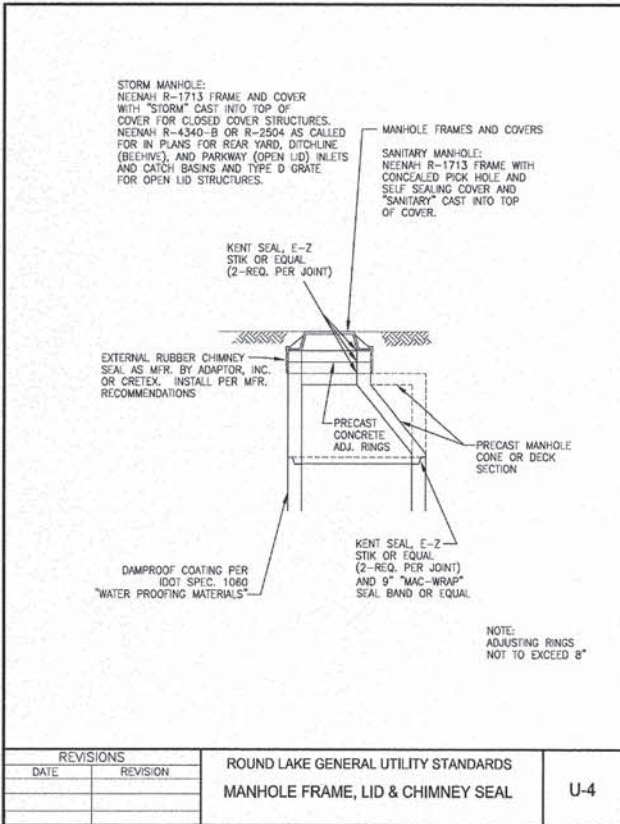 STORM MANHOLE:
NEENAH R-1713 FRAME AND COVER
WITH "STORM" CAST INTO TOP OF
COVER FOR CLOSED COVER STRUCTURES.
NEENAH R-4340-B OR R-2504 AS CALLED
FOR IN PLANS FOR REAR YARD, DITCHLINE
(BEEHIVE), AND PARKWAY (OPEN LID) INLETS
AND CATCH BASINS AND TYPE D GRATE
FOR OPEN LID STRUCTURES.
MANHOLE FRAMES AND COVERS
SANITARY MANHOLE:
NEENAH R-1713 FRAME WITH
CONCEALED PICK HOLE AND
SELF SEALING COVER AND
"SANITARY" CAST INTO TOP
OF COVER.
KENT SEAL, E-Z
STIK OR EQUAL
(2-REQ. PER JOINT)
EXTERNAL RUBBER CHIMNEY
SEAL AS MFR. BY ADAPTOR, INC.
OR CRETEX. INSTALL PER MFR.
RECOMMENDATIONS
PRECAST
CONCRETE
ADJ. RINGS
PRECAST MANHOLE
CONE OR DECK
SECTION
DAMPROOF COATING PER
IDOT SPEC. 1060
"WATER PROOFING MATERIALS"
KENT SEAL, E-Z
STIK OR EQUAL
(2-REQ. PER JOINT)
AND 9" "MAC-WRAP"
SEAL BAND OR EQUAL
NOTE:
ADJUSTING RINGS
NOT TO EXCEED 8"
REVISIONS
DATE REVISION
ROUND LAKE GENERAL UTILITY STANDARDS
MANHOLE FRAME, LID & CHIMNEY SEAL
U-4